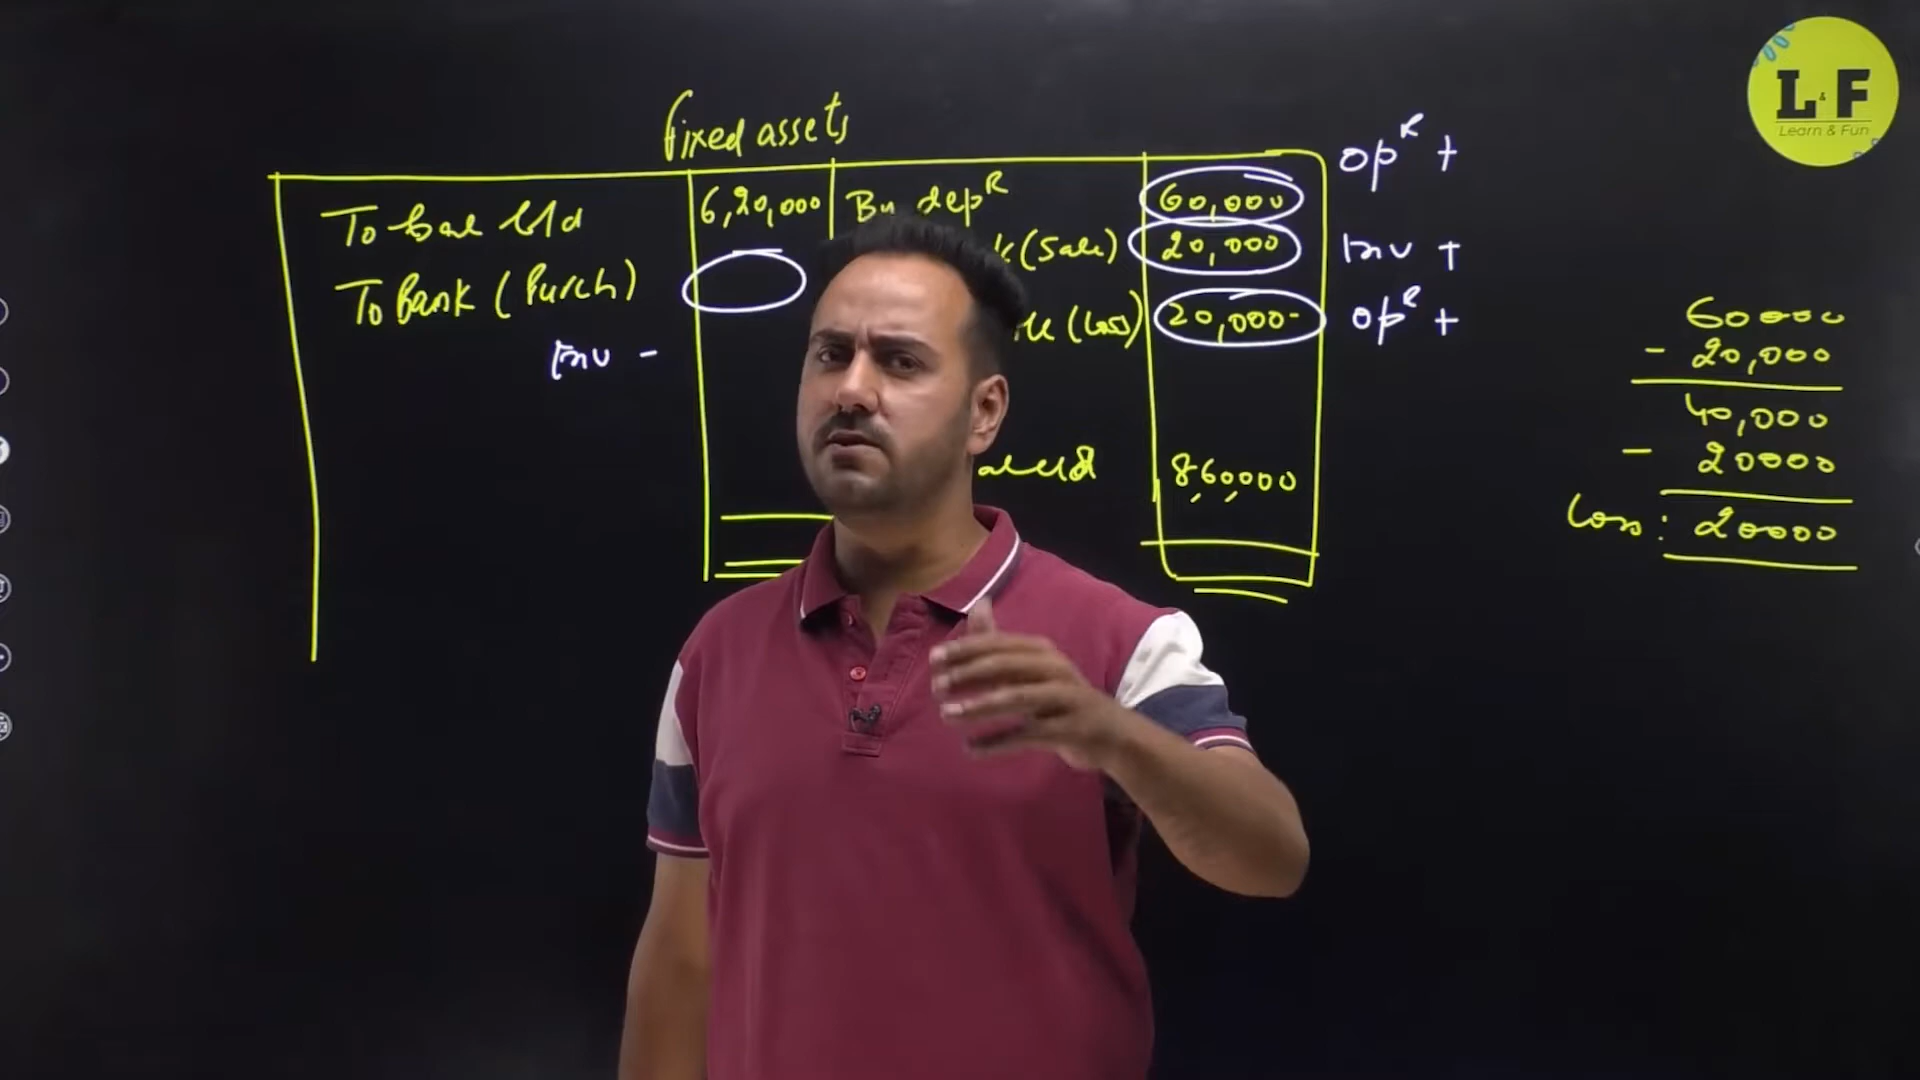 Fixed assets
To bal b/d 6,20,000 By depR 60,000 opR +
(Sale) 20,000 Inv +
To Bank (Purch)
(Loss) 20,000 opR +
Inv -
8,60,000
60000
- 20,000
40,000
- 20000
Loss: 20000
L&F
Learn & Fun